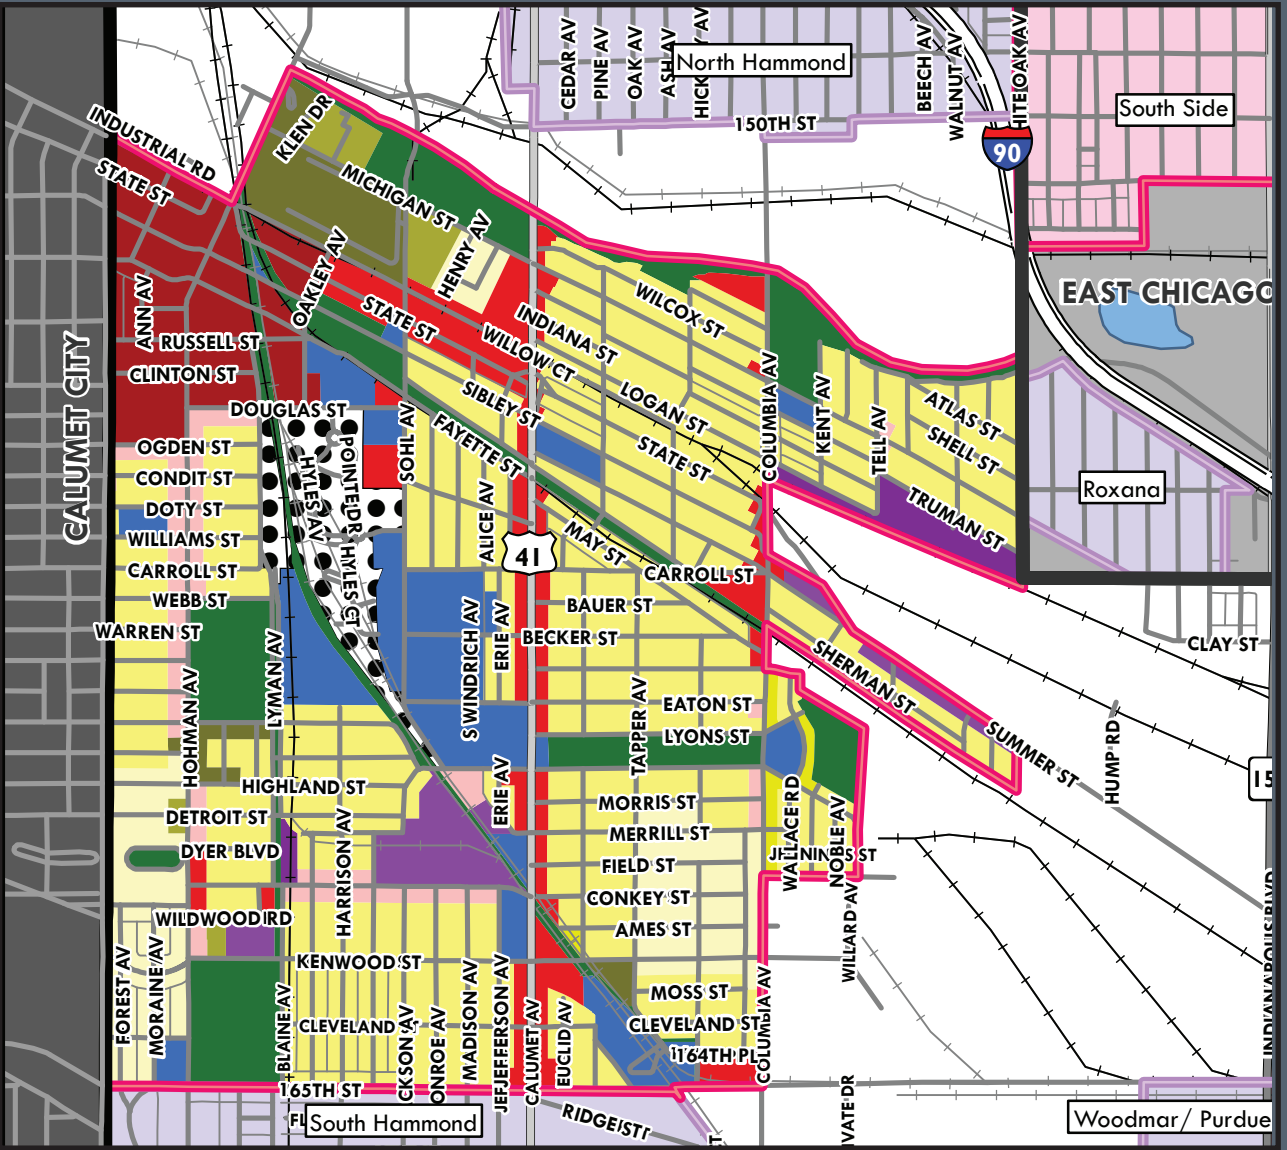 CEDAR AV
PINE AV
OAK AV
ASH AV
North Hammond
BEECH AV
WALNUT AV
South Side
150TH ST
90
INDUSTRIAL RD
STATE ST
KLEN DR
MICHIGAN ST
HENRY AV
OAKLEY AV
EAST CHICAGO
ANN AV
RUSSELL ST
CLINTON ST
STATE ST
WILLOW CT
INDIANA ST
WILCOX ST
CALUMET CITY
DOUGLAS ST
SIBLEY ST
LOGAN ST
COLUMBIA AV
KENT AV
TELL AV
ATLAS ST
SHELL ST
OGDEN ST
CONDIT ST
DOTY ST
WILLIAMS ST
CARROLL ST
WEBB ST
WARREN ST
HYLES AV
POINTE DR
HYLES CT
SOHL AV
FAYETTE ST
STATE ST
Roxana
TRUMAN ST
ALICE AV
41
MAY ST
CARROLL ST
BAUER ST
BECKER ST
S WINDRICH AV
ERIE AV
LYMAN AV
HOHMAN AV
CLAY ST
SHERMAN ST
SUMMER ST
HUMP RD
15
TAPPER AV
EATON ST
LYONS ST
HIGHLAND ST
DETROIT ST
DYER BLVD
HARRISON AV
ERIE AV
MORRIS ST
MERRILL ST
FIELD ST
CONKEY ST
AMES ST
WALLACE RD
NOBLE AV
WILLARD AV
INDIANAPOLIS BLVD
WILDWOOD RD
KENWOOD ST
FOREST AV
MORAINE AV
BLAINE AV
CLEVELAND ST
MADISON AV
JEFFERSON AV
CALUMET AV
EUCLID AV
MOSS ST
CLEVELAND ST
164TH PL
COLUMBIA AV
165TH ST
South Hammond
RIDGE ST
Woodmar/ Purdue